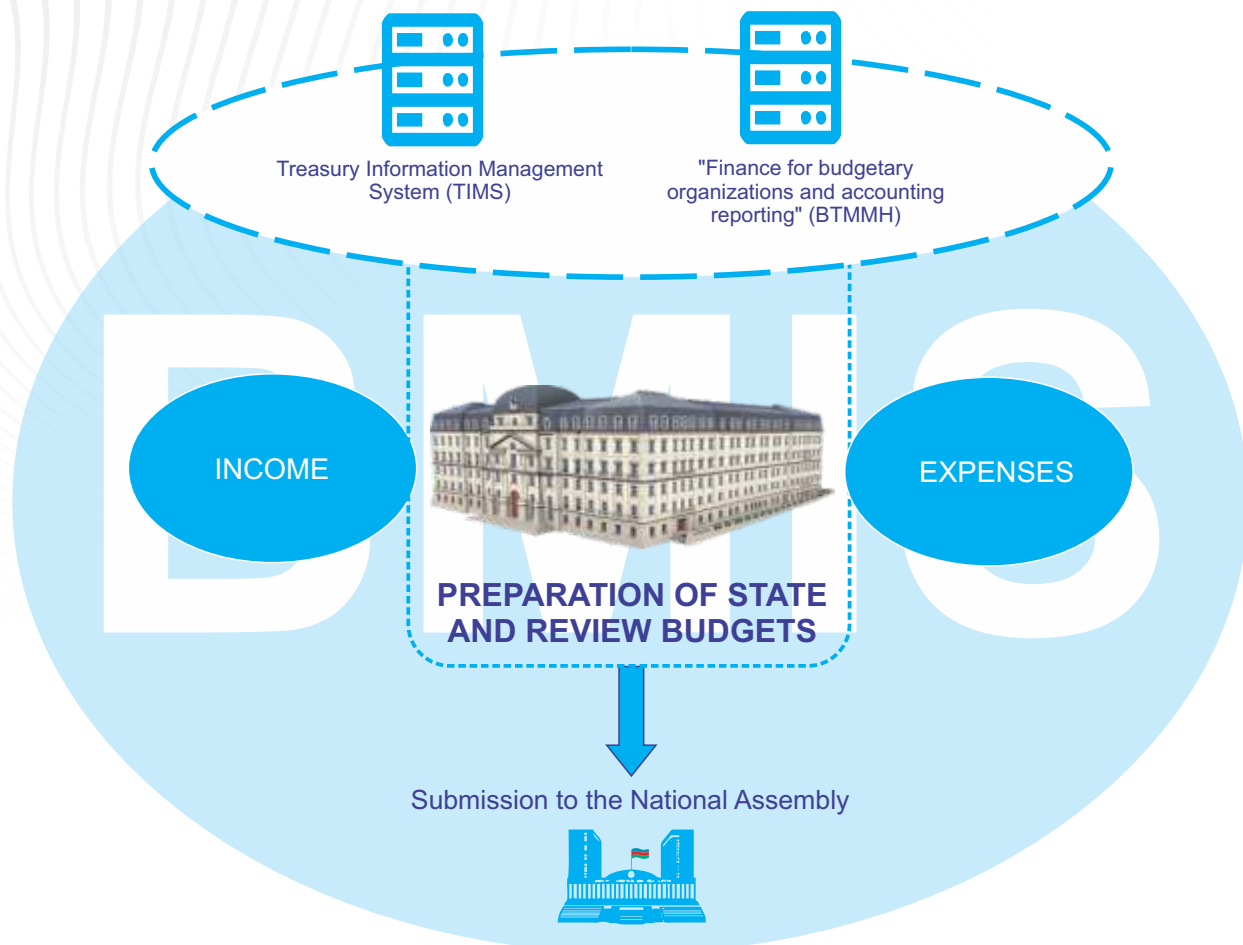 Treasury Information Management
System (TIMS)
"Finance for budgetary
organizations and accounting
reporting" (BTMMH)
BMIS
INCOME
EXPENSES
PREPARATION OF STATE
AND REVIEW BUDGETS
Submission to the National Assembly